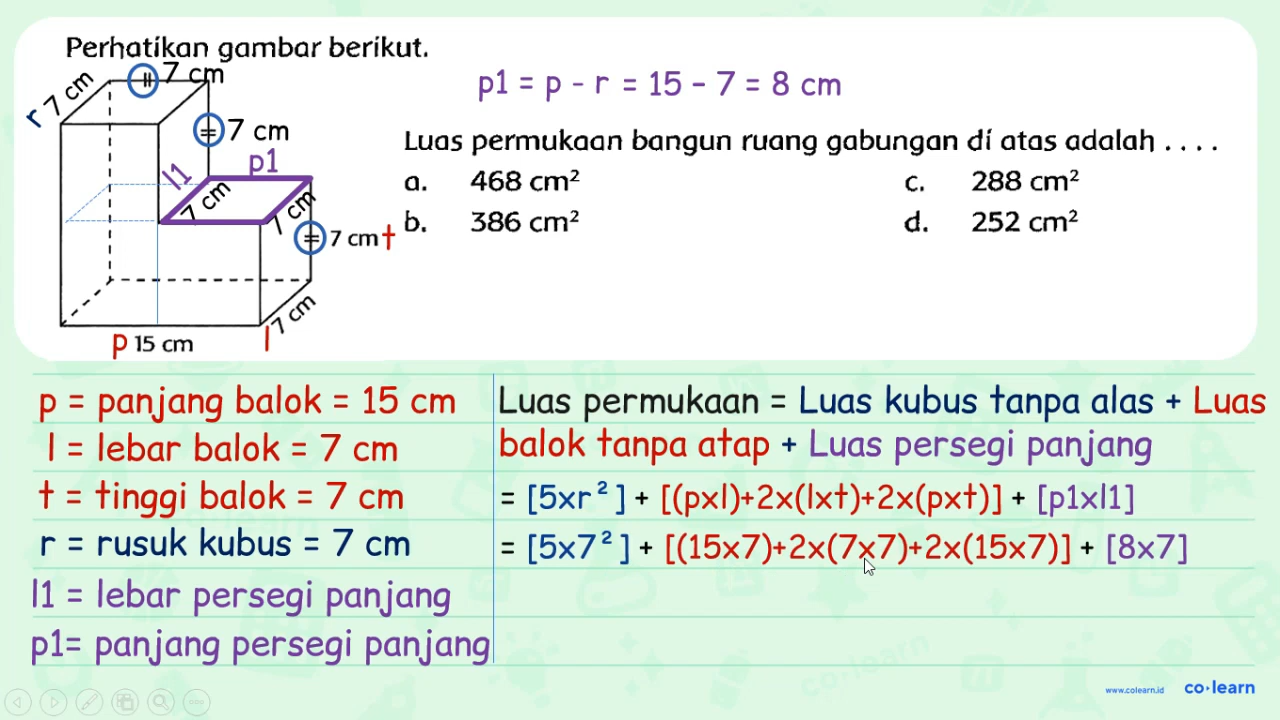 Perhatikan gambar berikut.
7 cm
r 7 cm
7 cm
p1
l1
7 cm
7 cm
7 cm t
7 cm
p 15 cm
l
p1 = p - r = 15 - 7 = 8 cm
Luas permukaan bangun ruang gabungan di atas adalah . . . .
a. 468 cm²
c. 288 cm²
b. 386 cm²
d. 252 cm²
p = panjang balok = 15 cm
l = lebar balok = 7 cm
t = tinggi balok = 7 cm
r = rusuk kubus = 7 cm
l1 = lebar persegi panjang
p1= panjang persegi panjang
Luas permukaan = Luas kubus tanpa alas + Luas
balok tanpa atap + Luas persegi panjang
= [5xr²] + [(pxl)+2x(lxt)+2x(pxt)] + [p1xl1]
= [5x7²] + [(15x7)+2x(7x7)+2x(15x7)] + [8x7]
co learn
www.colearn.id
co·learn